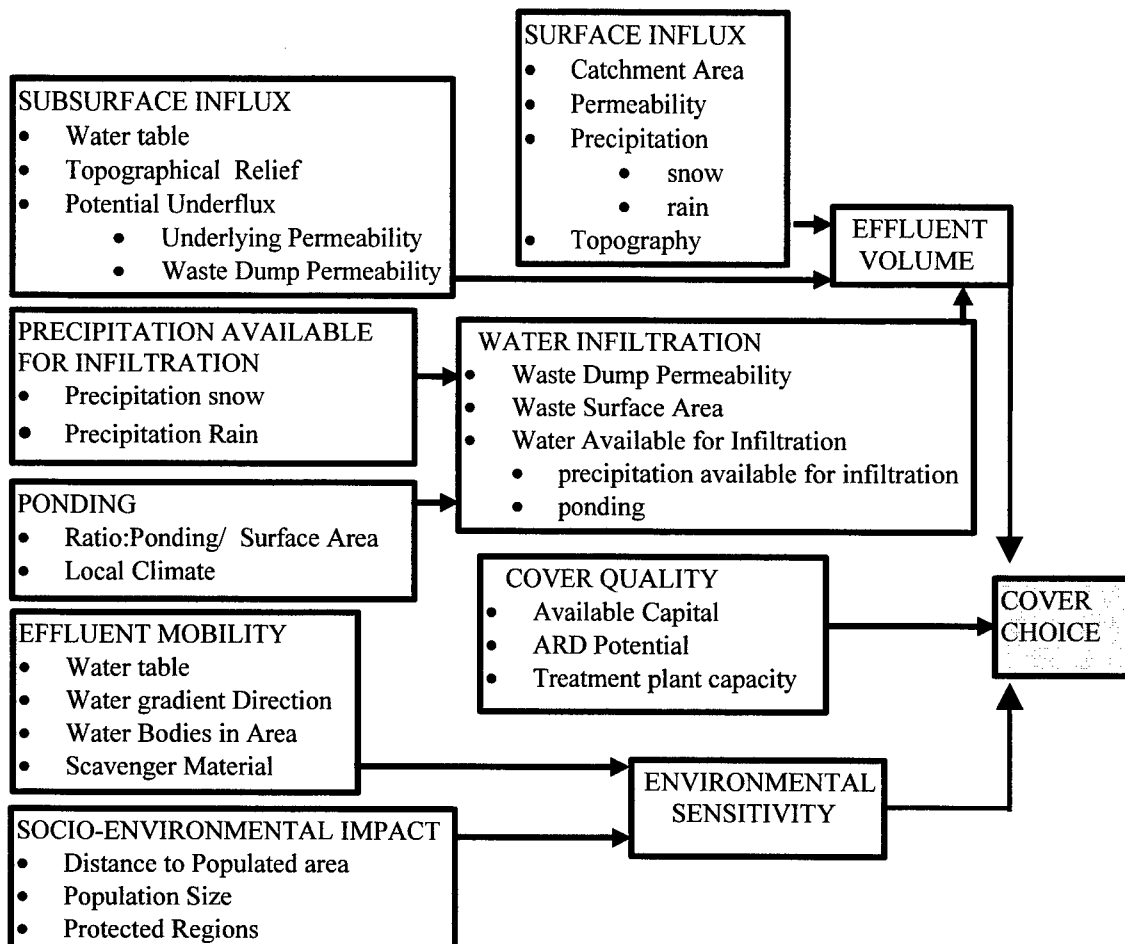 SURFACE INFLUX
• Catchment Area
• Permeability
• Precipitation
• snow
• rain
• Topography
SUBSURFACE INFLUX
• Water table
• Topographical Relief
• Potential Underflux
• Underlying Permeability
• Waste Dump Permeability
EFFLUENT
VOLUME
PRECIPITATION AVAILABLE
FOR INFILTRATION
• Precipitation snow
• Precipitation Rain
WATER INFILTRATION
• Waste Dump Permeability
• Waste Surface Area
• Water Available for Infiltration
• precipitation available for infiltration
• ponding
PONDING
• Ratio:Ponding/ Surface Area
• Local Climate
COVER QUALITY
• Available Capital
• ARD Potential
• Treatment plant capacity
COVER
CHOICE
EFFLUENT MOBILITY
• Water table
• Water gradient Direction
• Water Bodies in Area
• Scavenger Material
ENVIRONMENTAL
SENSITIVITY
SOCIO-ENVIRONMENTAL IMPACT
• Distance to Populated area
• Population Size
• Protected Regions